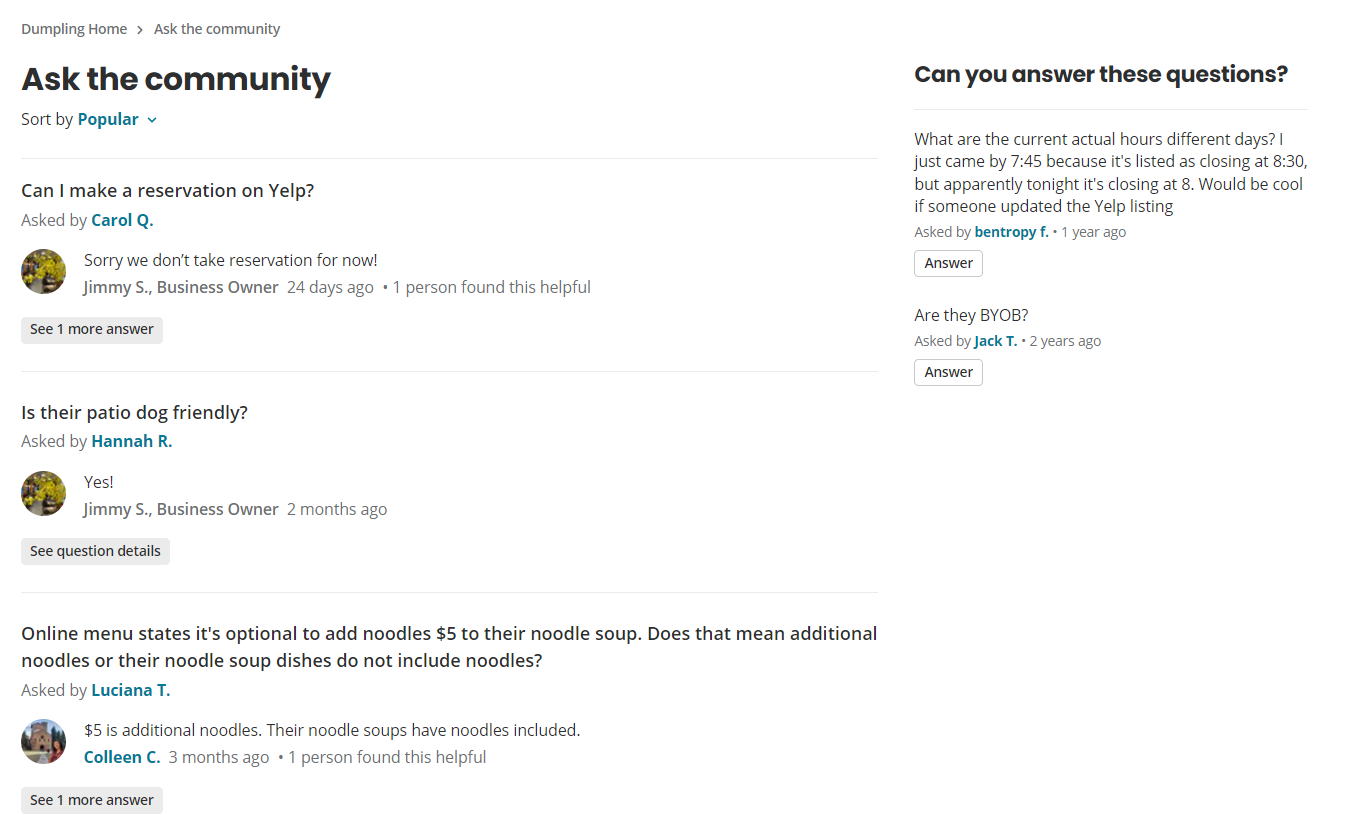 Dumpling Home > Ask the community
Ask the community
Sort by Popular
Can I make a reservation on Yelp?
Asked by Carol Q.
Sorry we don’t take reservation for now!
Jimmy S., Business Owner 24 days ago • 1 person found this helpful
See 1 more answer
Is their patio dog friendly?
Asked by Hannah R.
Yes!
Jimmy S., Business Owner 2 months ago
See question details
Online menu states it's optional to add noodles $5 to their noodle soup. Does that mean additional
noodles or their noodle soup dishes do not include noodles?
Asked by Luciana T.
$5 is additional noodles. Their noodle soups have noodles included.
Colleen C. 3 months ago • 1 person found this helpful
See 1 more answer
Can you answer these questions?
What are the current actual hours different days? I
just came by 7:45 because it's listed as closing at 8:30,
but apparently tonight it's closing at 8. Would be cool
if someone updated the Yelp listing
Asked by bentropy f. • 1 year ago
Answer
Are they BYOB?
Asked by Jack T. • 2 years ago
Answer